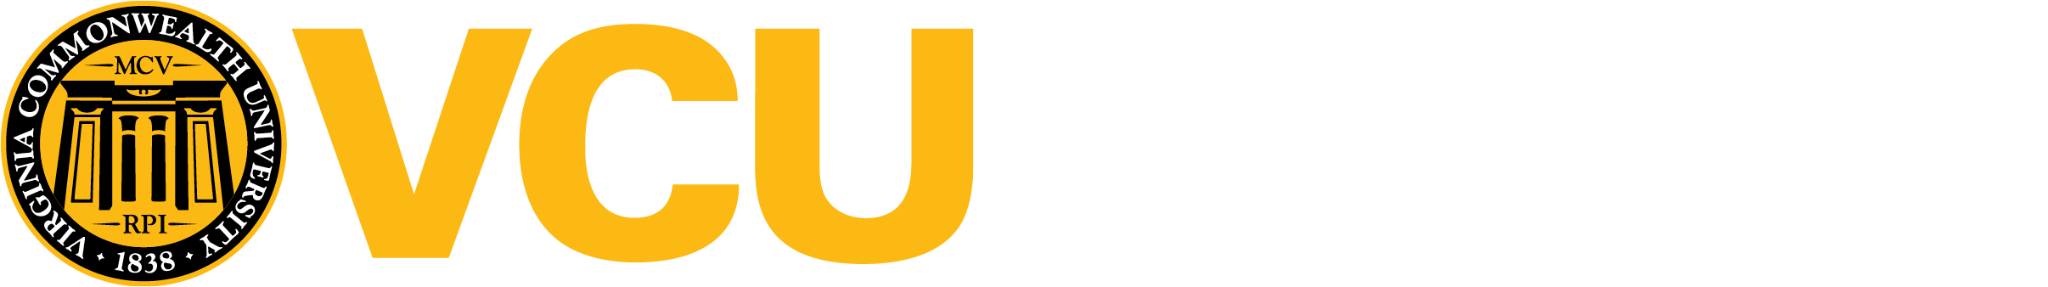 VIRGINIA COMMONWEALTH UNIVERSITY
MCV
RPI
· 1838 ·
VCU